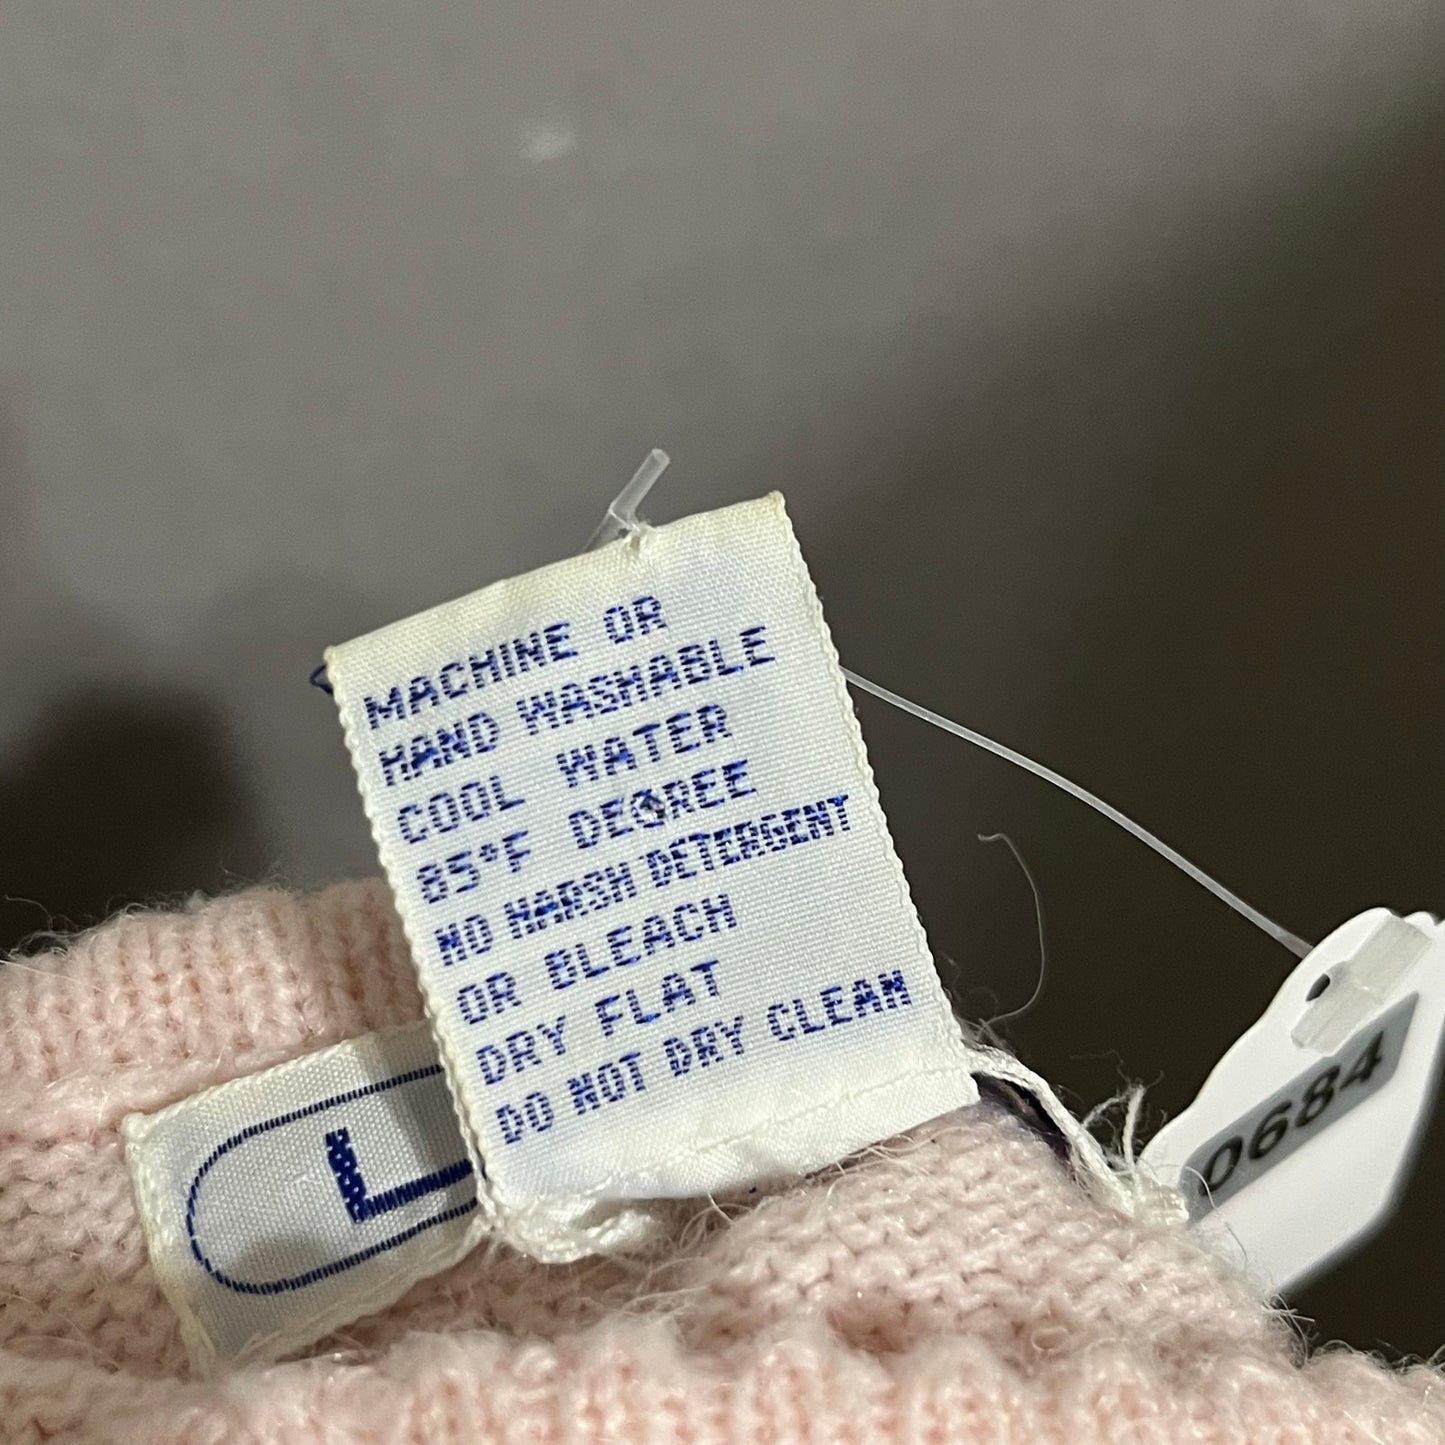 MACHINE OR
HAND WASHABLE
COOL WATER
85°F DEGREE
NO HARSH DETERGENT
OR BLEACH
DRY FLAT
DO NOT DRY CLEAN
L
0684